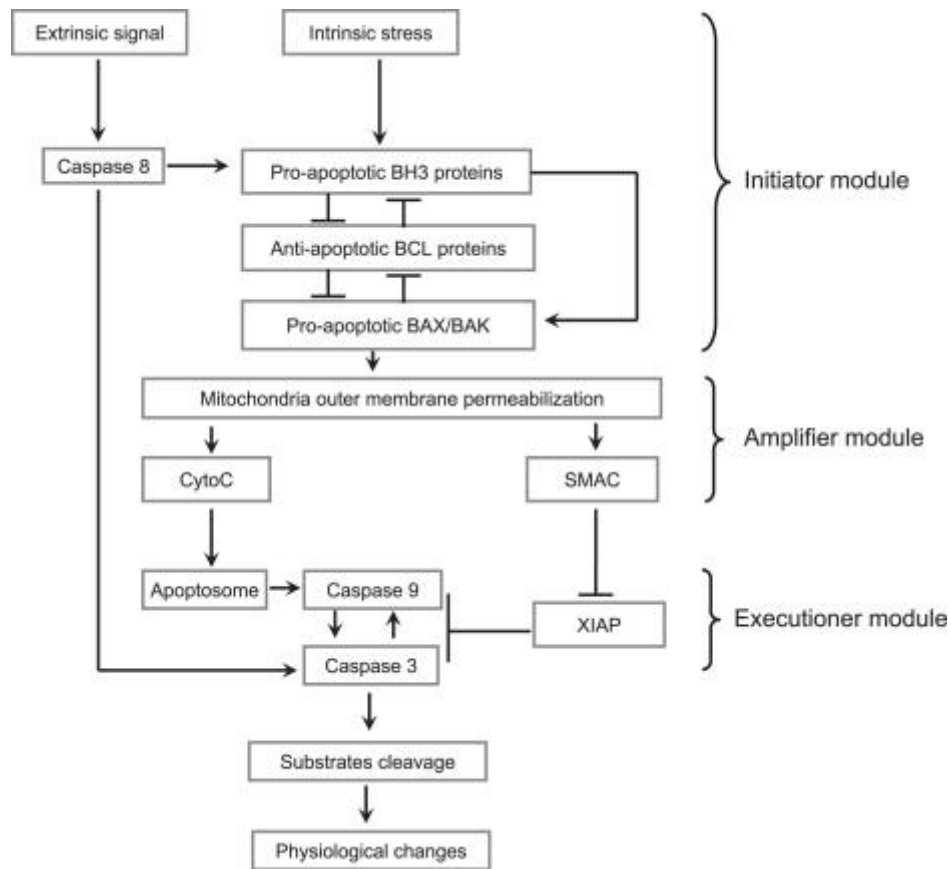 Extrinsic signal
Intrinsic stress
Caspase 8
Pro-apoptotic BH3 proteins
Initiator module
Anti-apoptotic BCL proteins
Pro-apoptotic BAX/BAK
Mitochondria outer membrane permeabilization
Amplifier module
CytoC
SMAC
Apoptosome
Caspase 9
XIAP
Executioner module
Caspase 3
Substrates cleavage
Physiological changes